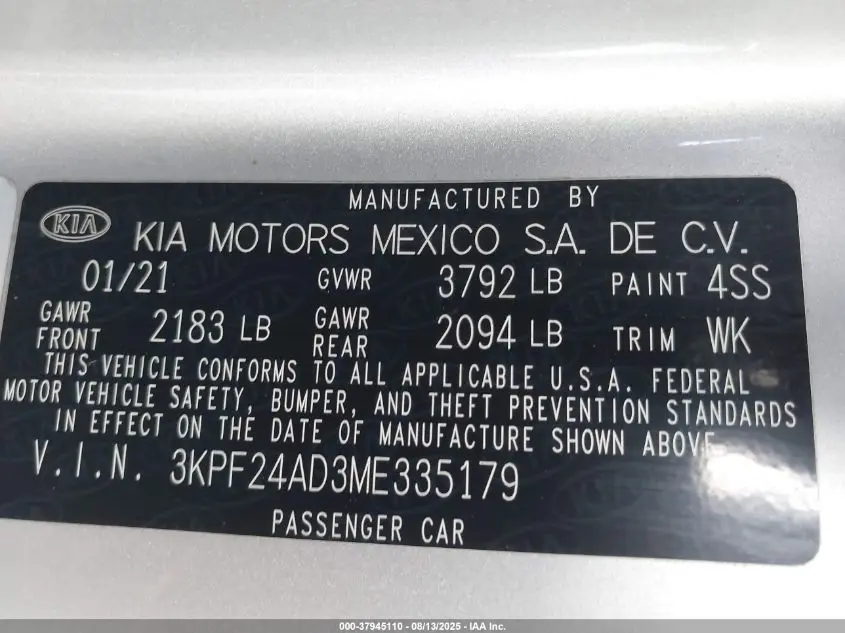 MANUFACTURED BY
KIA KIA MOTORS MEXICO S.A. DE C.V.
01/21 GVWR 3792 LB PAINT 4SS
GAWR FRONT 2183 LB GAWR REAR 2094 LB TRIM WK
THIS VEHICLE CONFORMS TO ALL APPLICABLE U.S.A. FEDERAL
MOTOR VEHICLE SAFETY, BUMPER, AND THEFT PREVENTION STANDARDS
IN EFFECT ON THE DATE OF MANUFACTURE SHOWN ABOVE.
V.I.N. 3KPF24AD3ME335179
PASSENGER CAR
000-37945110 - 08/13/2025 - IAA Inc.